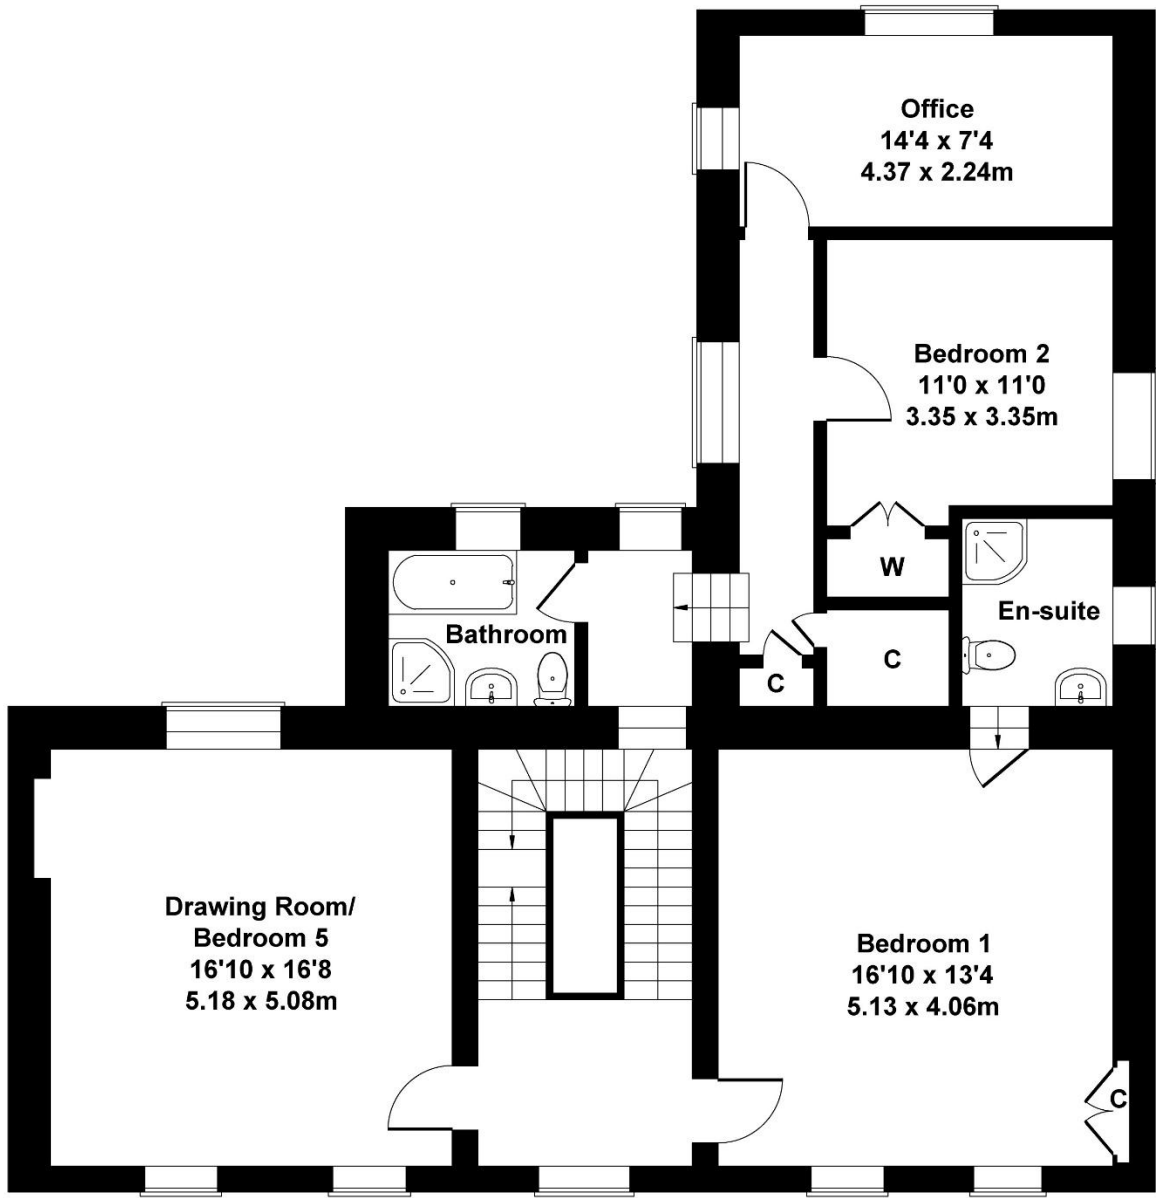 Office
14'4 x 7'4
4.37 x 2.24m
Bedroom 2
11'0 x 11'0
3.35 x 3.35m
W
En-suite
Bathroom
C
C
Drawing Room/
Bedroom 5
16'10 x 16'8
5.18 x 5.08m
Bedroom 1
16'10 x 13'4
5.13 x 4.06m
C